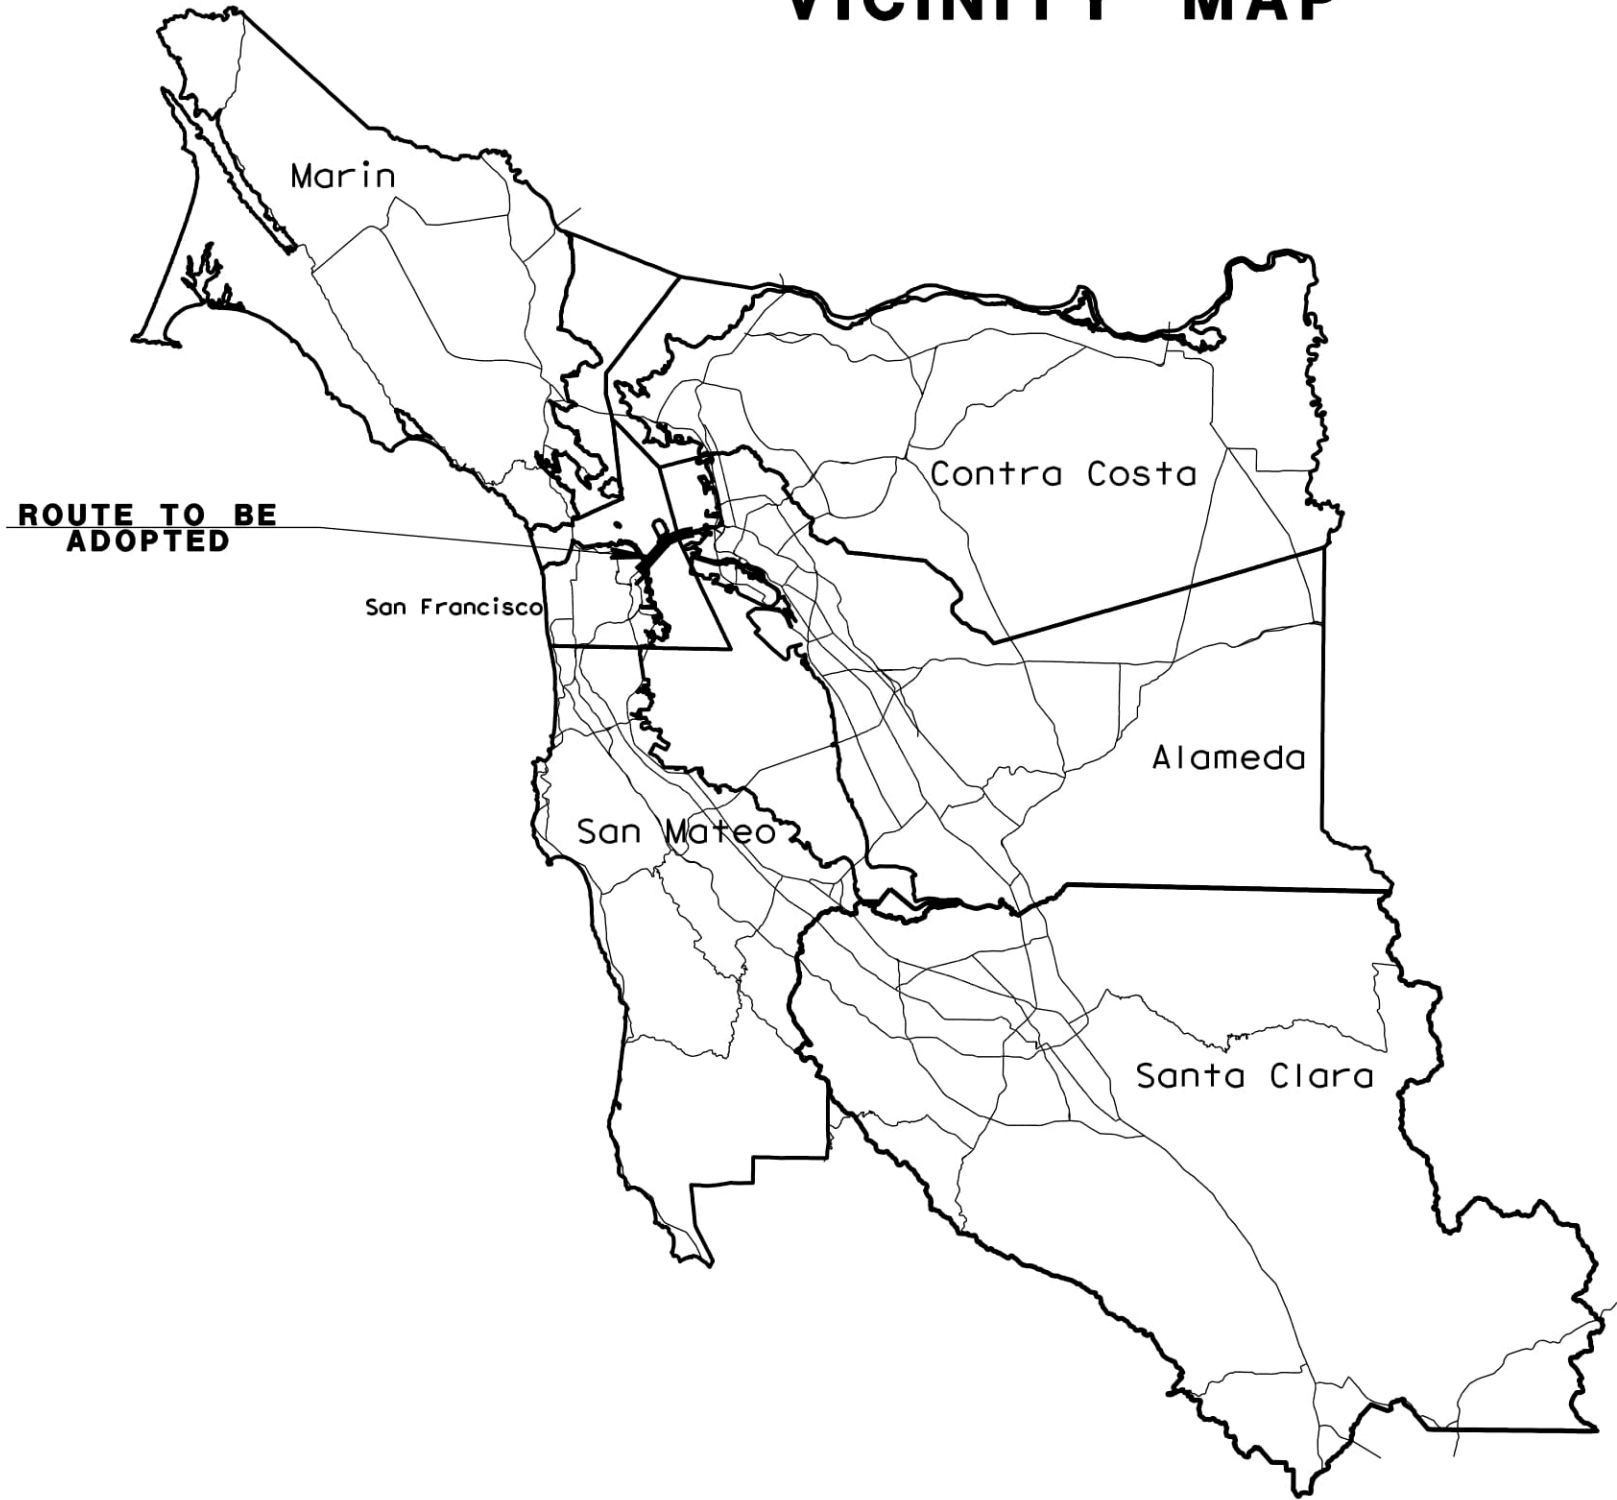 VICINITY MAP
Marin
Contra Costa
ROUTE TO BE
ADOPTED
San Francisco
Alameda
San Mateo
Santa Clara